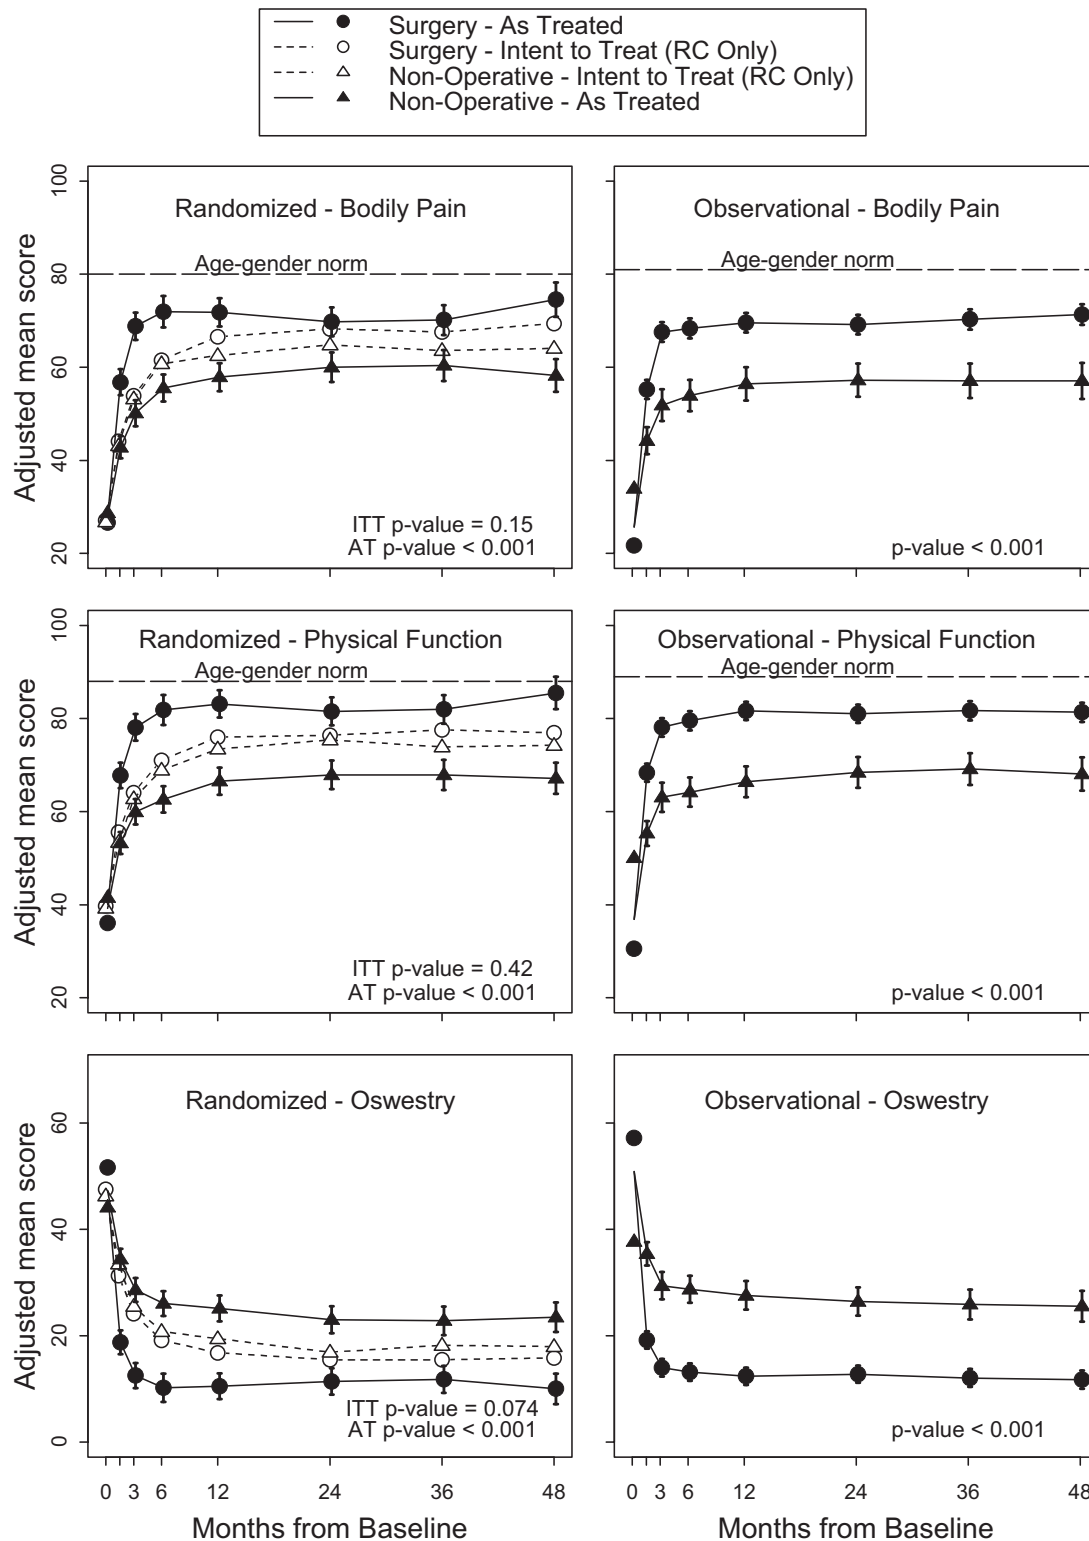 Surgery - As Treated
Surgery - Intent to Treat (RC Only)
Non-Operative - Intent to Treat (RC Only)
Non-Operative - As Treated
Adjusted mean score
100
80
60
40
20
Randomized - Bodily Pain
Age-gender norm
ITT p-value = 0.15
AT p-value < 0.001
Observational - Bodily Pain
Age-gender norm
p-value < 0.001
Adjusted mean score
100
80
60
40
20
Randomized - Physical Function
Age-gender norm
ITT p-value = 0.42
AT p-value < 0.001
Observational - Physical Function
Age-gender norm
p-value < 0.001
Adjusted mean score
60
40
20
0
Randomized - Oswestry
ITT p-value = 0.074
AT p-value < 0.001
Observational - Oswestry
p-value < 0.001
0 3 6 12 24 36 48
Months from Baseline
0 3 6 12 24 36 48
Months from Baseline